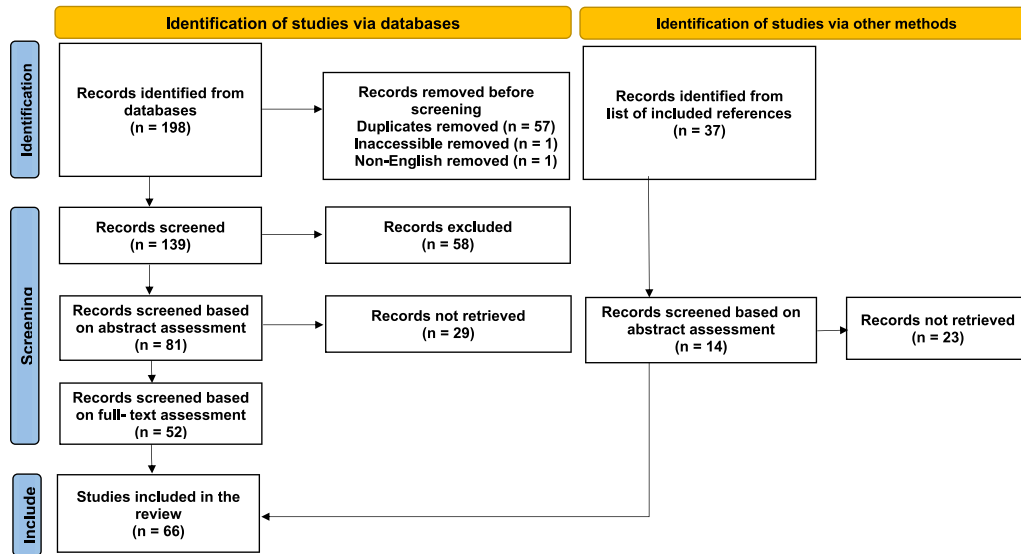 Identification of studies via databases
Identification of studies via other methods
Identification
Records identified from
databases
(n = 198)
Records removed before
screening
Duplicates removed (n = 57)
Inaccessible removed (n = 1)
Non-English removed (n = 1)
Records identified from
list of included references
(n = 37)
Screening
Records screened
(n = 139)
Records excluded
(n = 58)
Records screened based
on abstract assessment
(n = 81)
Records not retrieved
(n = 29)
Records screened based on
abstract assessment
(n = 14)
Records not retrieved
(n = 23)
Records screened based
on full- text assessment
(n = 52)
Include
Studies included in the
review
(n = 66)